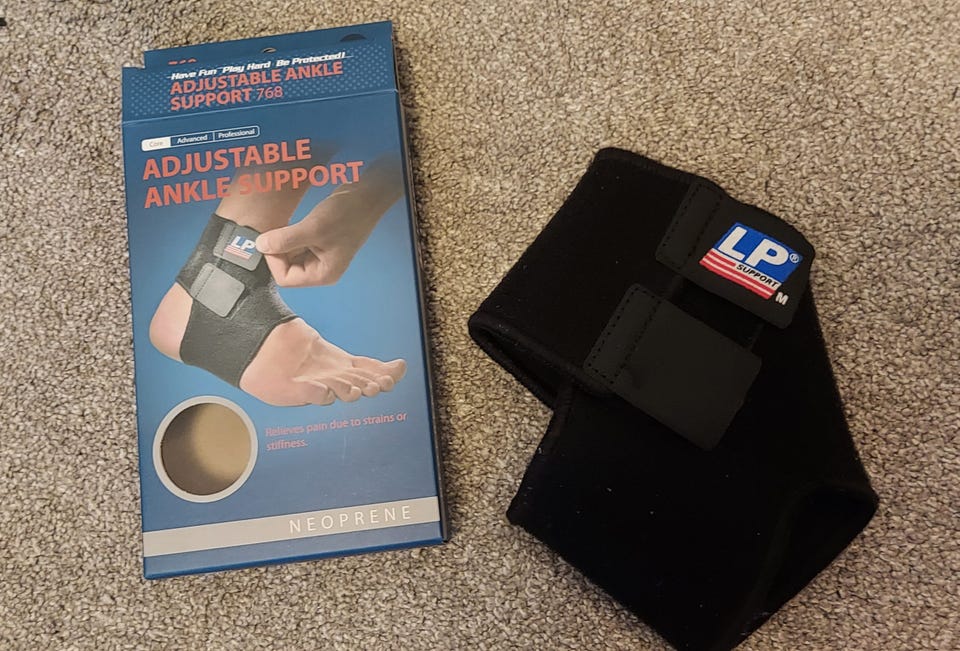 Have Fun Play Hard Be Protected!
ADJUSTABLE ANKLE
SUPPORT 768
Core Advanced Professional
ADJUSTABLE
ANKLE SUPPORT
LP
Relieves pain due to strains or
stiffness.
NEOPRENE
LP®
SUPPORT
M